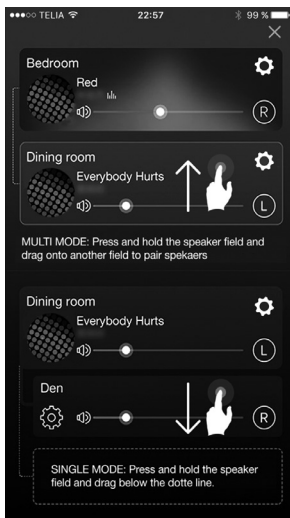 TELIA 22:57 99 %
Bedroom
Red
R
Dining room
Everybody Hurts
L
MULTI MODE: Press and hold the speaker field and
drag onto another field to pair spekaers
Dining room
Everybody Hurts
L
Den
R
SINGLE MODE: Press and hold the speaker
field and drag below the dotte line.